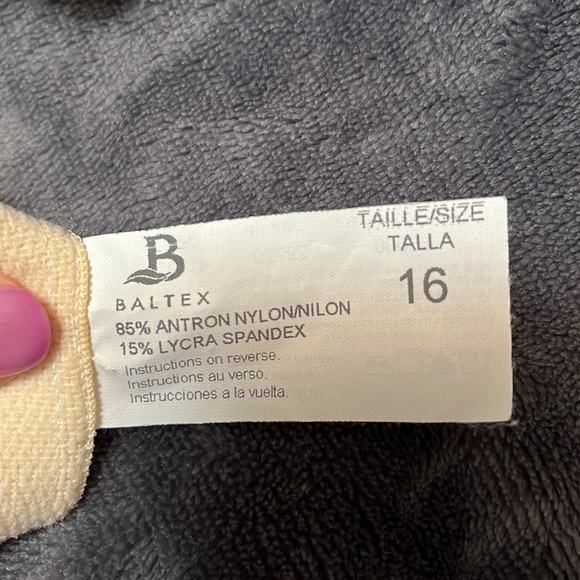 B
BALTEX
85% ANTRON NYLON/NILON
15% LYCRA SPANDEX
Instructions on reverse.
Instructions au verso.
Instrucciones a la vuelta.
TAILLE/SIZE
TALLA
16